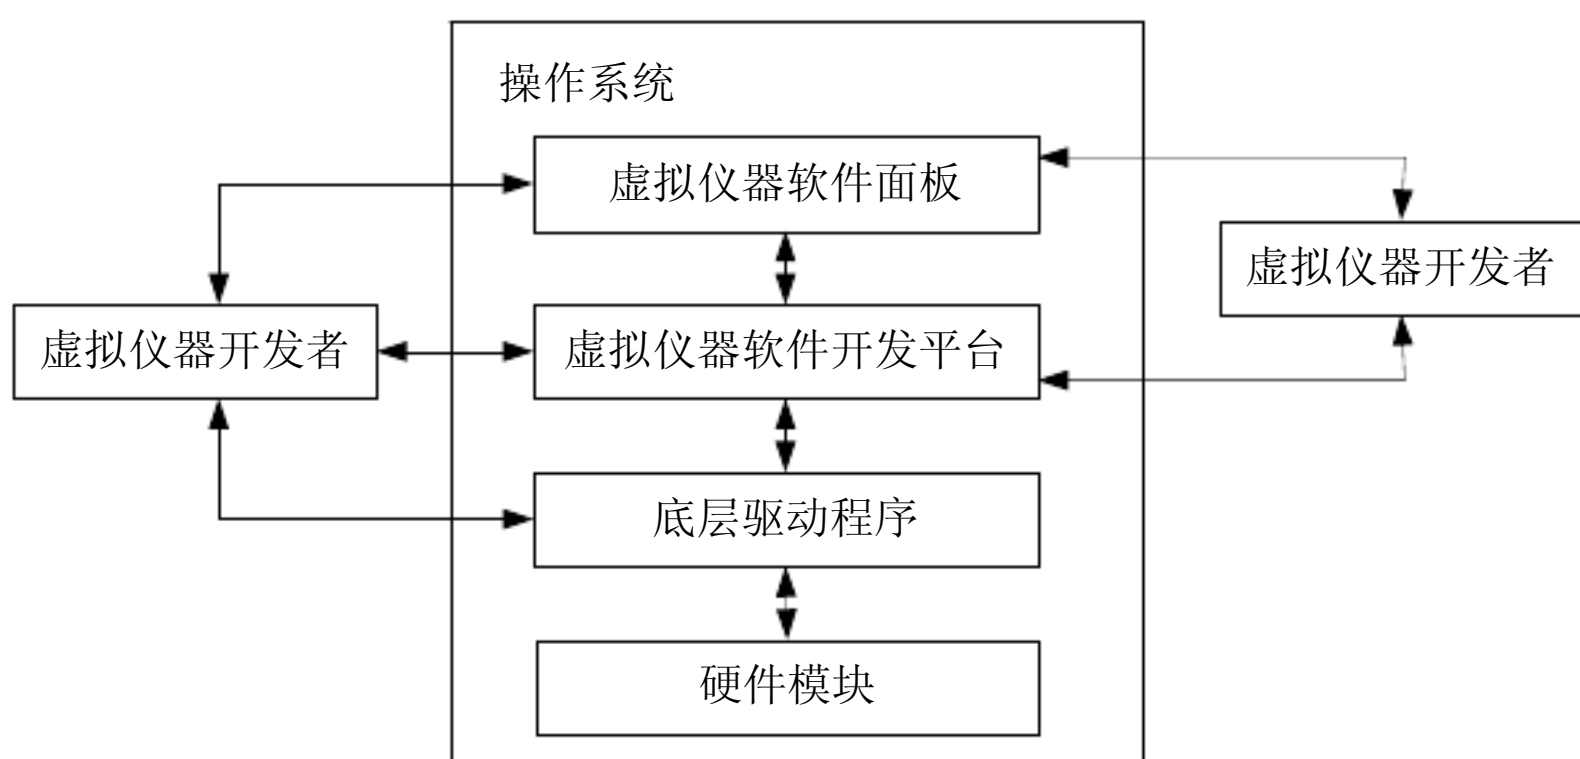 操作系统
虚拟仪器软件面板
虚拟仪器开发者
虚拟仪器开发者
虚拟仪器软件开发平台
底层驱动程序
硬件模块